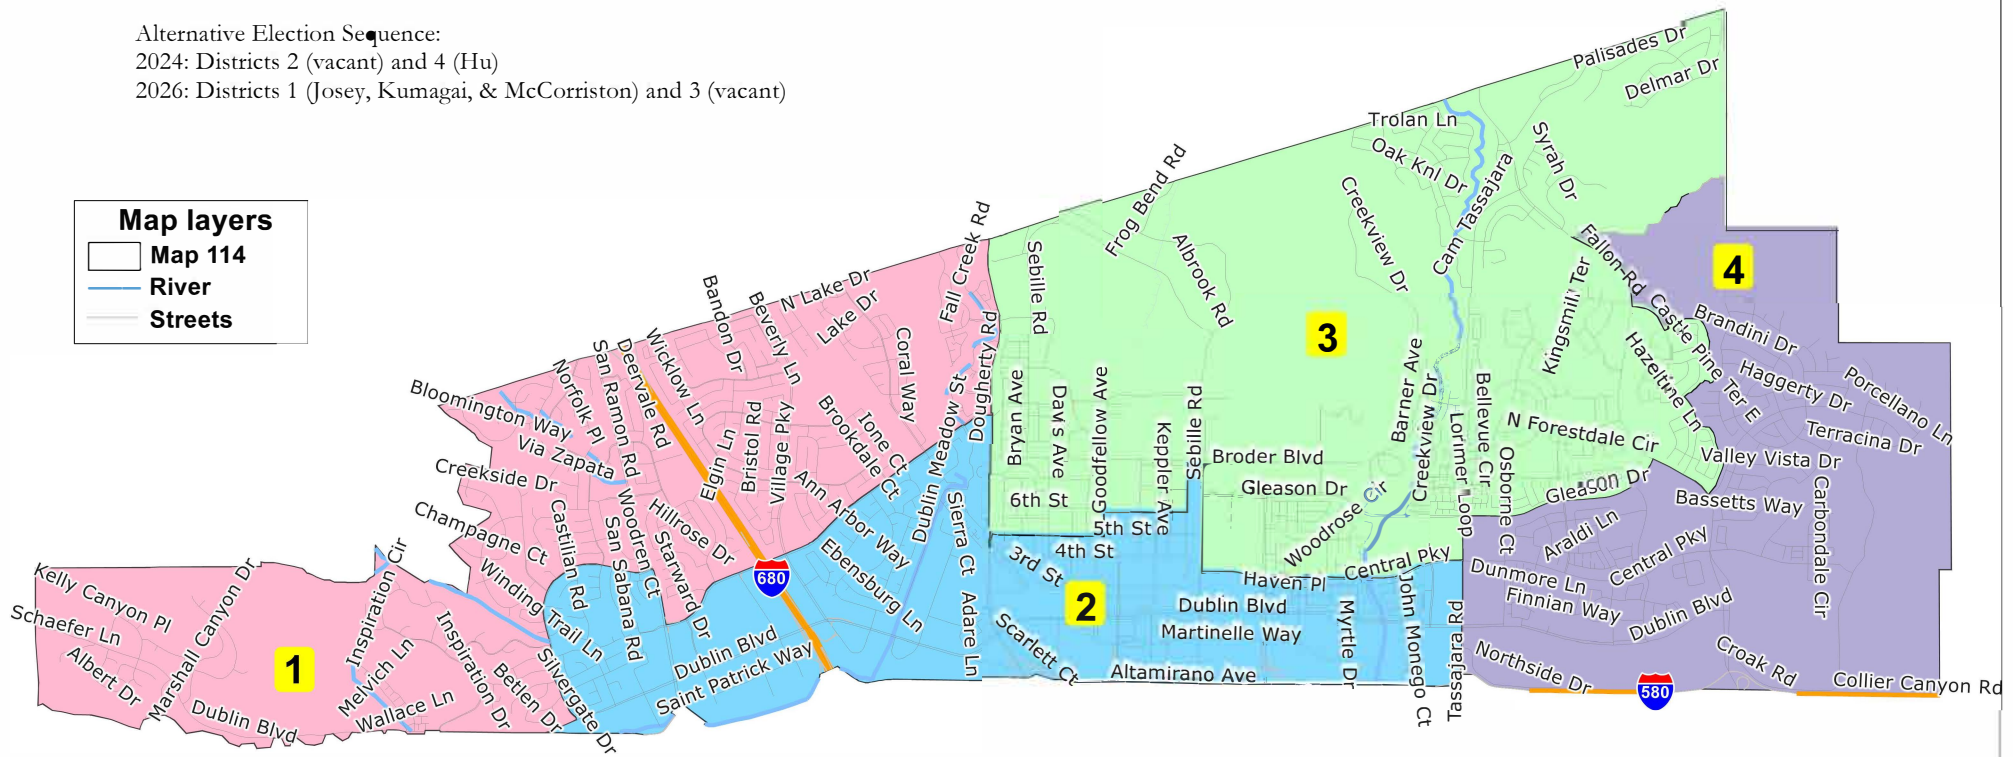 Alternative Election Sequence:
2024: Districts 2 (vacant) and 4 (Hu)
2026: Districts 1 (Josey, Kumagai, & McCorriston) and 3 (vacant)
Map layers
Map 114
River
Streets
Palisades Dr
Delmar Dr
Trolan Ln
Oak Knl Dr
Syrah Dr
Cam Tassajara
Creekview Dr
Frog Bend Rd
Albrook Rd
Sebille Rd
Fall Creek Rd
Fallon Rd
Kingsmill Ter
4
Castle Pine Ter E
Brandini Dr
Hazeltine Ln
Haggerty Dr
Porcellano Ln
Terracina Dr
3
N Lake Dr
Lake Dr
Bandon Dr
Beverly Ln
Coral Way
Dougherty Rd
Wicklow Ln
Deervale Rd
San Ramon Rd
Norfolk Pl
Bloomington Way
Via Zapata
Creekside Dr
Champagne Ct
Castilian Rd
Woodren Ct
San Sabana Rd
Hillrose Dr
Starward Dr
Elgin Ln
Bristol Rd
Village Pky
Brookdale Ct
Ione Ct
Ann Arbor Way
Dublin Meadow St
Sierra Ct
Bryan Ave
Davis Ave
Goodfellow Ave
Keppler Ave
Sebille Rd
Barner Ave
Creekview Dr
Bellevue Cir
Lorimer Loop
Osborne Ct
N Forestdale Cir
Broder Blvd
Gleason Dr
Gleason Dr
Valley Vista Dr
Bassetts Way
Carbondale Cir
6th St
5th St
4th St
3rd St
Woodrose Cir
Central Pky
Haven Pl
Araldi Ln
Central Pky
Dunmore Ln
Finnian Way
Dublin Blvd
Kelly Canyon Pl
Schaefer Ln
Albert Dr
Marshall Canyon Dr
1
Inspiration Cir
Melvich Ln
Wallace Ln
Dublin Blvd
Inspiration Dr
Betlen Dr
Winding Trail Ln
Silvergate Dr
680
Ebensburg Ln
Adare Ln
Dublin Blvd
Saint Patrick Way
2
Scarlett Ct
Dublin Blvd
Martinelle Way
Altamirano Ave
Myrtle Dr
John Monego Ct
Tassajara Rd
Northside Dr
580
Croak Rd
Collier Canyon Rd